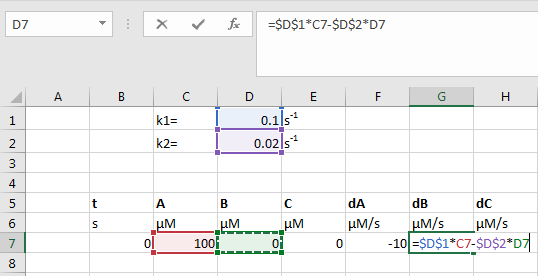 D7
fx
=$D$1*C7-$D$2*D7
A B C D E F G H
1 k1= 0.1 s⁻¹
2 k2= 0.02 s⁻¹
3
4
5 t A B C dA dB dC
6 s µM µM µM µM/s µM/s µM/s
7 0 100 0 0 -10 =$D$1*C7-$D$2*D7
8